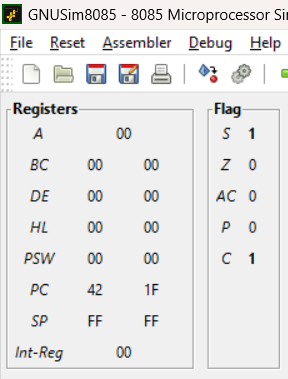 GNUSim8085 - 8085 Microprocessor Si
File Reset Assembler Debug Help
Registers
A 00
BC 00 00
DE 00 00
HL 00 00
PSW 00 00
PC 42 1F
SP FF FF
Int-Reg 00
Flag
S 1
Z 0
AC 0
P 0
C 1